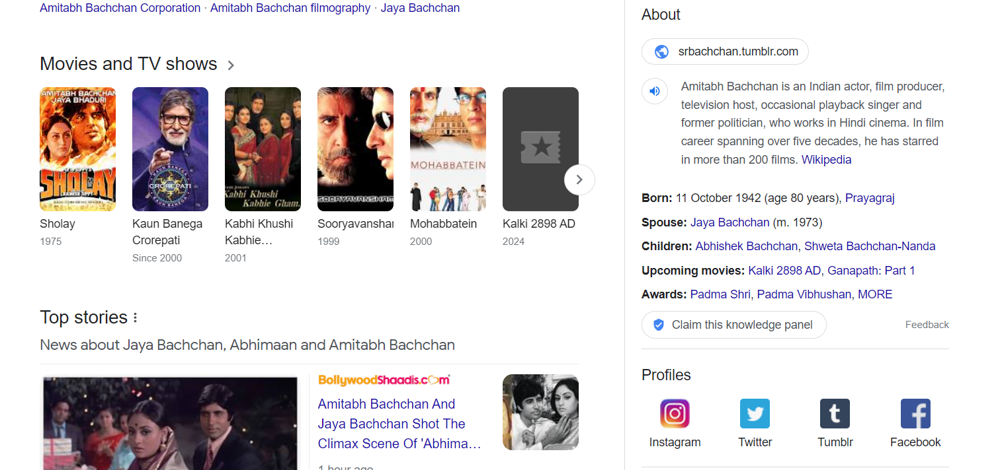 Amitabh Bachchan Corporation · Amitabh Bachchan filmography · Jaya Bachchan
Movies and TV shows
AMITABH BACHCHAN
JAYA BHADURI
SHOLAY
KAUN BANEGA
CROREPATI
KAUN BANEGA
Kabhi Khushi
Kabhie Gham...
SOORYAVANSHAM
MOHABBATEIN
Sholay
1975
Kaun Banega
Crorepati
Since 2000
Kabhi Khushi
Kabhie…
2001
Sooryavanshar
1999
Mohabbatein
2000
Kalki 2898 AD
2024
Top stories
News about Jaya Bachchan, Abhimaan and Amitabh Bachchan
BollywoodShaadis.com
Amitabh Bachchan And
Jaya Bachchan Shot The
Climax Scene Of 'Abhima…
1 hour ago
About
srbachchan.tumblr.com
Amitabh Bachchan is an Indian actor, film producer,
television host, occasional playback singer and
former politician, who works in Hindi cinema. In film
career spanning over five decades, he has starred
in more than 200 films. Wikipedia
Born: 11 October 1942 (age 80 years), Prayagraj
Spouse: Jaya Bachchan (m. 1973)
Children: Abhishek Bachchan, Shweta Bachchan-Nanda
Upcoming movies: Kalki 2898 AD, Ganapath: Part 1
Awards: Padma Shri, Padma Vibhushan, MORE
Claim this knowledge panel
Feedback
Profiles
Instagram
Twitter
Tumblr
Facebook